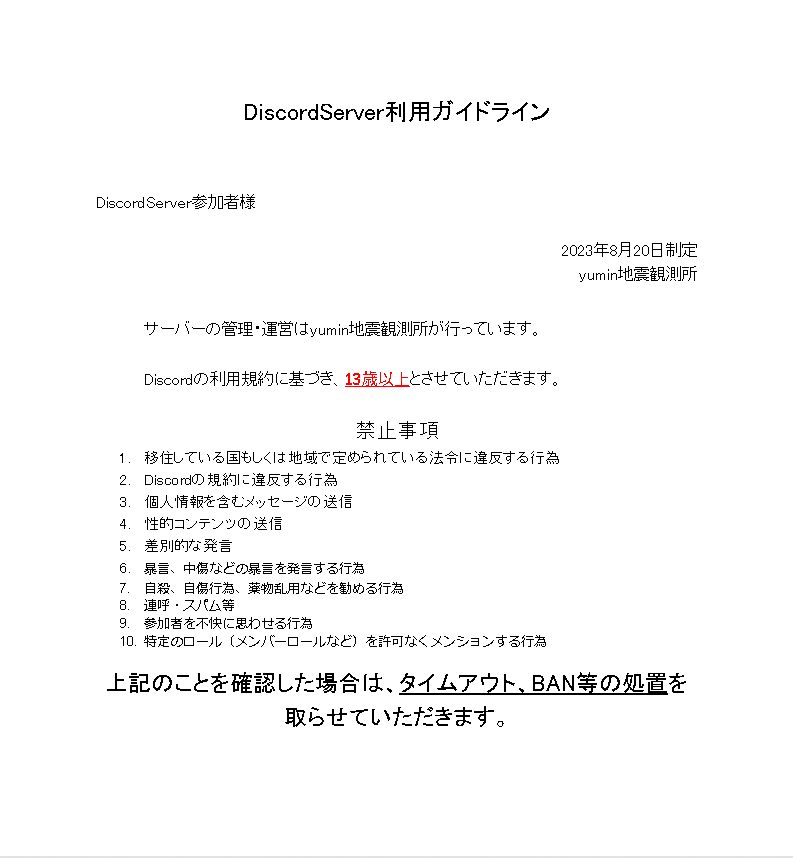 DiscordServer利用ガイドライン
DiscordServer参加者様
2023年8月20日制定
yumin地震観測所
サーバーの管理・運営はyumin地震観測所が行っています。
Discordの利用規約に基づき、13歳以上とさせていただきます。
禁止事項
1. 移住している国もしくは地域で定められている法令に違反する行為
2. Discordの規約に違反する行為
3. 個人情報を含むメッセージの送信
4. 性的コンテンツの送信
5. 差別的な発言
6. 暴言、中傷などの暴言を発言する行為
7. 自殺、自傷行為、薬物乱用などを勧める行為
8. 連呼・スパム等
9. 参加者を不快に思わせる行為
10. 特定のロール（メンバーロールなど）を許可なくメンションする行為
上記のことを確認した場合は、タイムアウト、BAN等の処置を
取らせていただきます。